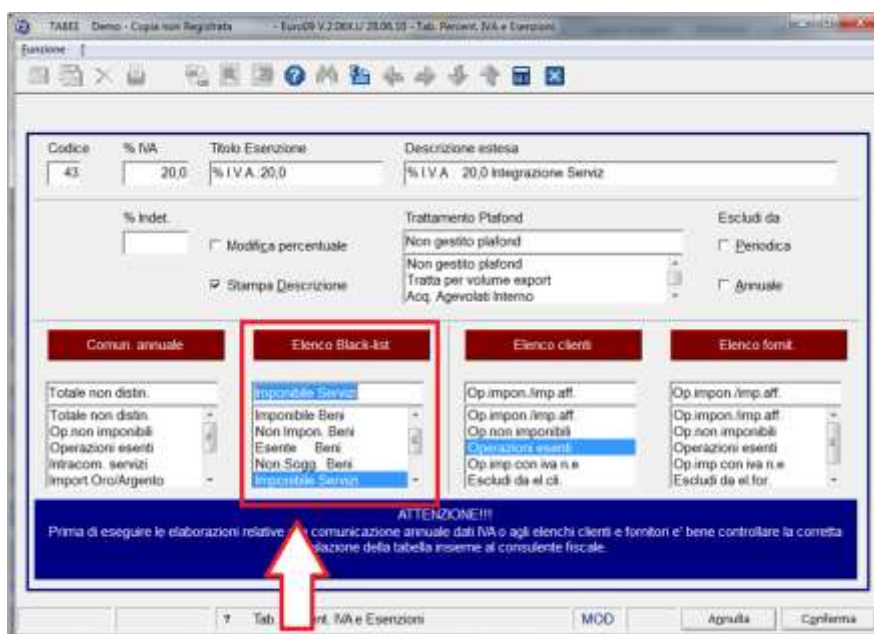 TABEE Demo - Copia non Registrata - Euro09 V.2.06X.U 28.06.10 - Tab. Percent. IVA e Esenzioni
Funzione
Codice % IVA Titolo Esenzione Descrizione estesa
43 20,0 % I.V.A. 20,0 % I.V.A. 20,0 Integrazione Serviz
% Indet. Trattamento Plafond Escludi da
Modifica percentuale Non gestito plafond Periodica
Non gestito plafond
Stampa Descrizione Tratta per volume export Annuale
Acq. Agevolati Interno
Comun. annuale Elenco Black-list Elenco clienti Elenco fornit.
Totale non distin. Imponibile Servizi Op.impon./imp.aff. Op.impon./imp.aff.
Totale non distin. Imponibile Beni Op.impon./imp.aff. Op.impon./imp.aff.
Op.non imponibili Non Impon. Beni Op.non imponibili Op.non imponibili
Operazioni esenti Esente Beni Operazioni esenti Operazioni esenti
Intracom. servizi Non Sogg. Beni Op.imp con iva n.e Op.imp con iva n.e
Import Oro/Argento Imponibile Servizi Escludi da el.cli. Escludi da el.for.
ATTENZIONE!!!
Prima di eseguire le elaborazioni relative comunicazione annuale dati IVA o agli elenchi clienti e fornitori e' bene controllare la corretta
della tabella insieme al consulente fiscale.
? Tab. IVA e Esenzioni MOD Annulla Conferma